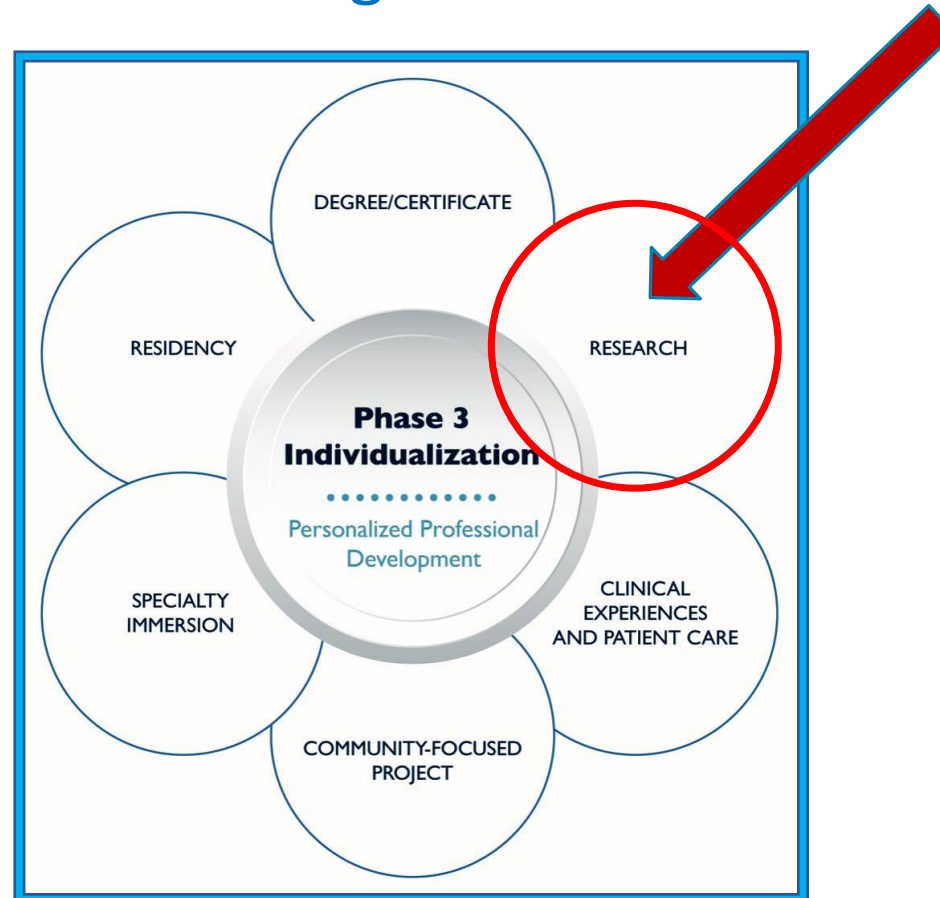 DEGREE/CERTIFICATE
RESIDENCY
RESEARCH
Phase 3
Individualization
Personalized Professional
Development
SPECIALTY
IMMERSION
CLINICAL
EXPERIENCES
AND PATIENT CARE
COMMUNITY-FOCUSED
PROJECT